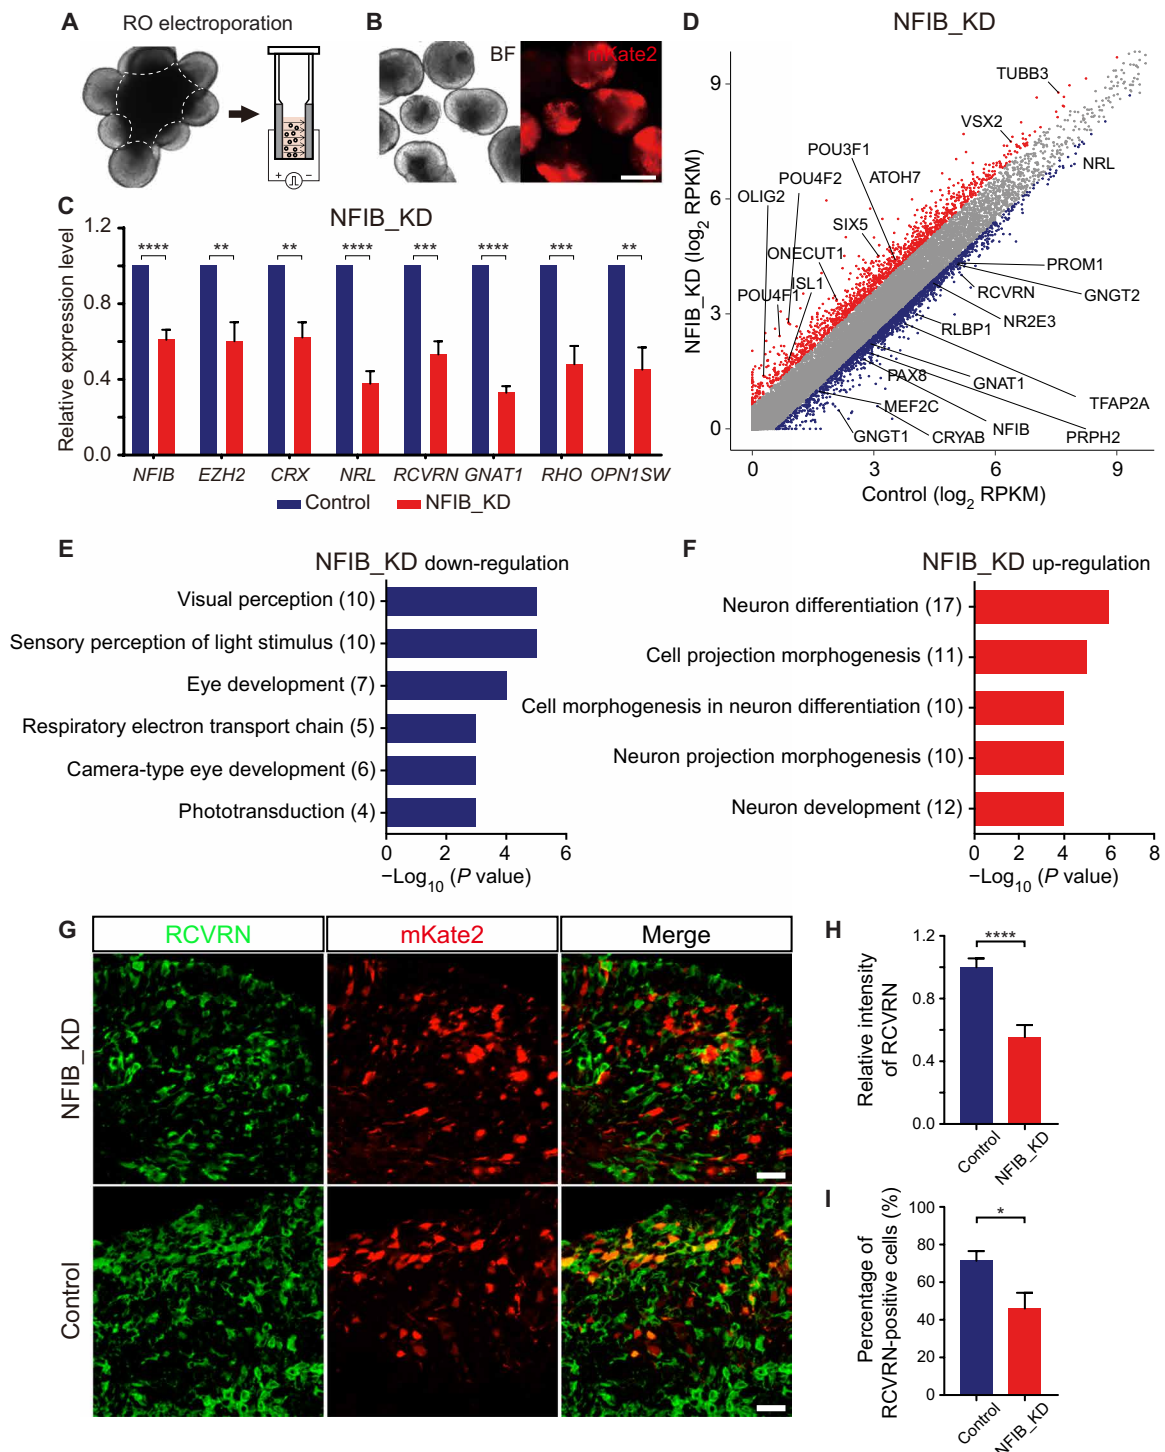 A
RO electroporation
+ −
B
BF
mKate2
C
NFIB_KD
Relative expression level
1.2
0.8
0.4
0.0
**** ** ** **** *** **** *** **
NFIB EZH2 CRX NRL RCVRN GNAT1 RHO OPN1SW
Control NFIB_KD
D
NFIB_KD
NFIB_KD (log2 RPKM)
9
6
3
0
TUBB3
VSX2
POU3F1
ATOH7
POU4F2
OLIG2
SIX5
ONECUT1
ISL1
POU4F1
NRL
PROM1
GNGT2
RCVRN
NR2E3
RLBP1
GNAT1
PAX8
TFAP2A
MEF2C
NFIB
GNGT1
CRYAB
PRPH2
0 3 6 9
Control (log2 RPKM)
E
NFIB_KD down-regulation
Visual perception (10)
Sensory perception of light stimulus (10)
Eye development (7)
Respiratory electron transport chain (5)
Camera-type eye development (6)
Phototransduction (4)
0 2 4 6
−Log10 (P value)
F
NFIB_KD up-regulation
Neuron differentiation (17)
Cell projection morphogenesis (11)
Cell morphogenesis in neuron differentiation (10)
Neuron projection morphogenesis (10)
Neuron development (12)
0 2 4 6 8
−Log10 (P value)
G
RCVRN mKate2 Merge
NFIB_KD
Control
H
Relative intensity
of RCVRN
1.2
0.8
0.4
0.0
****
Control NFIB_KD
I
Percentage of
RCVRN-positive cells (%)
100
80
60
40
20
0
*
Control NFIB_KD